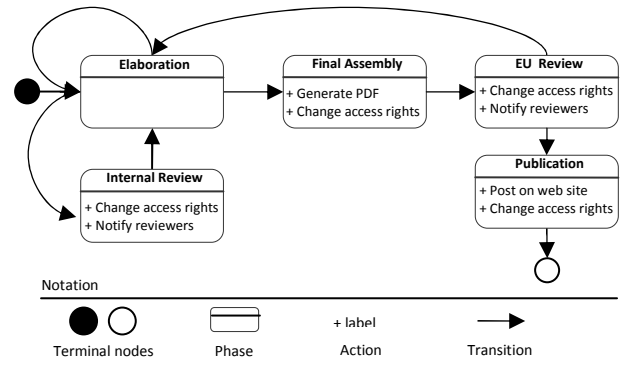 Elaboration
Final Assembly
+ Generate PDF
+ Change access rights
EU Review
+ Change access rights
+ Notify reviewers
Internal Review
+ Change access rights
+ Notify reviewers
Publication
+ Post on web site
+ Change access rights
Notation
+ label
Terminal nodes
Phase
Action
Transition